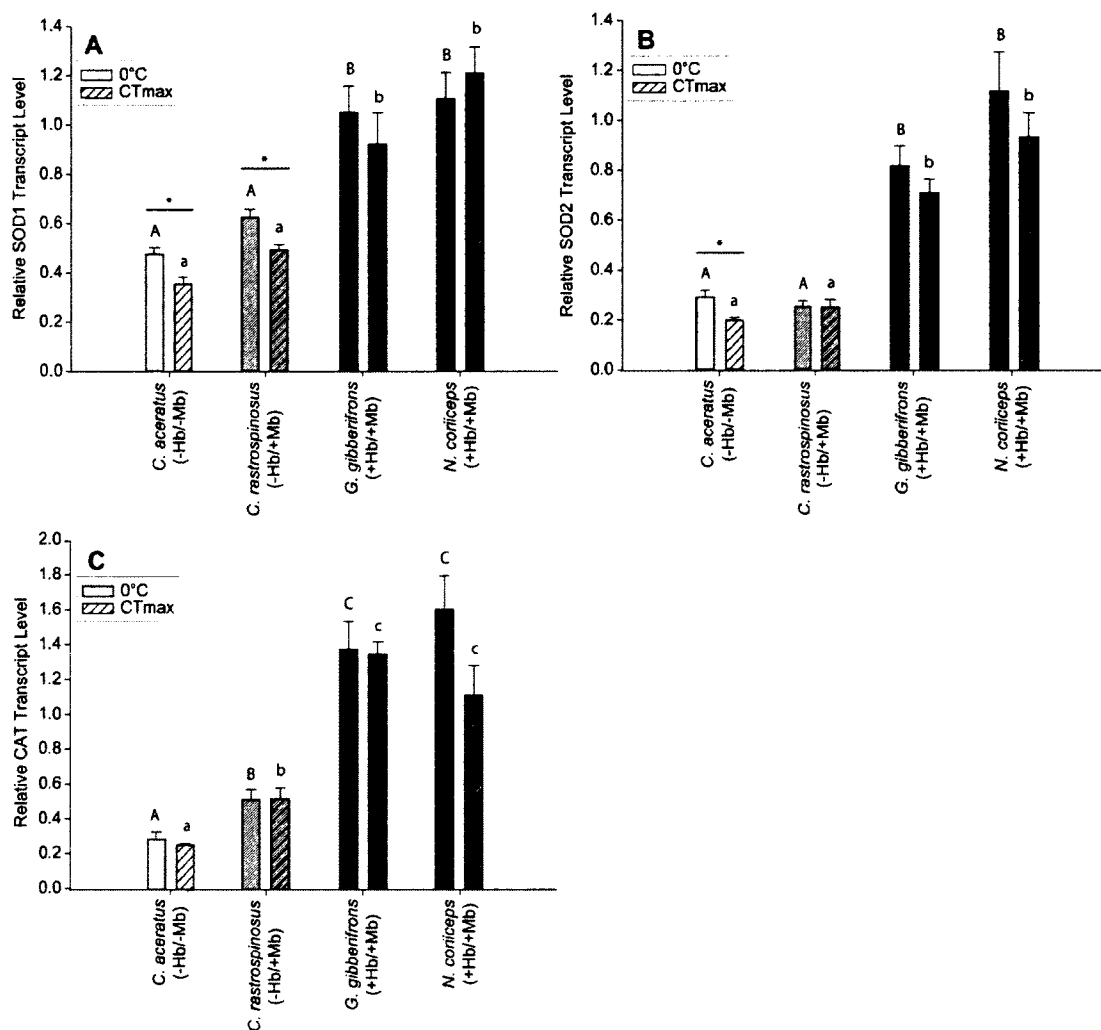 A
0°C
CTmax
Relative SOD1 Transcript Level
1.4
1.2
1.0
0.8
0.6
0.4
0.2
0.0
A
a
*
A
a
*
B
b
B
b
C. aceratus
(-Hb/-Mb)
C. rastrospinosus
(-Hb/+Mb)
G. gibberifrons
(+Hb/+Mb)
N. coriiceps
(+Hb/+Mb)
B
0°C
CTmax
Relative SOD2 Transcript Level
1.4
1.2
1.0
0.8
0.6
0.4
0.2
0.0
A
a
*
A
a
B
b
B
b
C. aceratus
(-Hb/-Mb)
C. rastrospinosus
(-Hb/+Mb)
G. gibberifrons
(+Hb/+Mb)
N. coriiceps
(+Hb/+Mb)
C
0°C
CTmax
Relative CAT Transcript Level
2.0
1.8
1.6
1.4
1.2
1.0
0.8
0.6
0.4
0.2
0.0
A
a
B
b
C
c
C
c
C. aceratus
(-Hb/-Mb)
C. rastrospinosus
(-Hb/+Mb)
G. gibberifrons
(+Hb/+Mb)
N. coriiceps
(+Hb/+Mb)